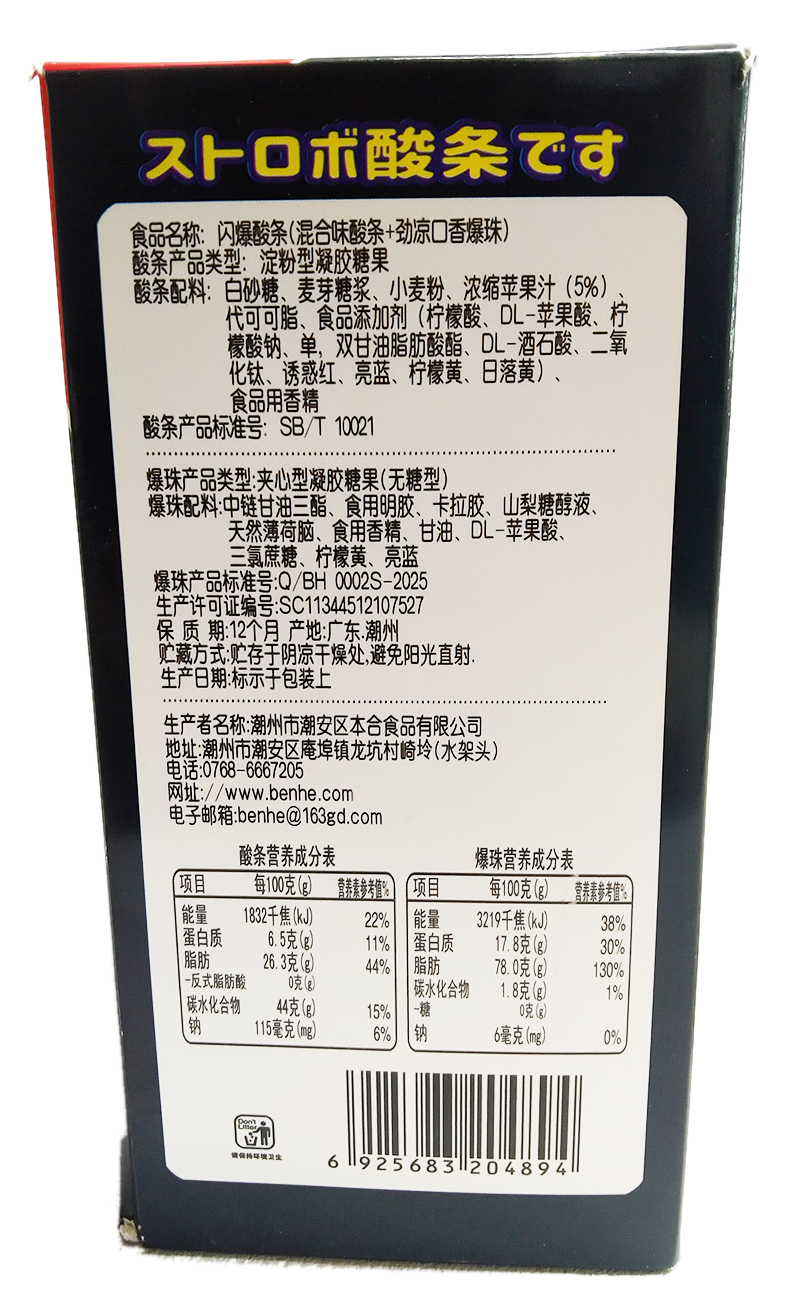 ストロボ酸条です
食品名称: 闪爆酸条(混合味酸条+劲凉口香爆珠)
酸条产品类型: 淀粉型凝胶糖果
酸条配料: 白砂糖、麦芽糖浆、小麦粉、浓缩苹果汁(5%)、
代可可脂、食品添加剂(柠檬酸、DL-苹果酸、柠
檬酸钠、单, 双甘油脂肪酸酯、DL-酒石酸、二氧
化钛、诱惑红、亮蓝、柠檬黄、日落黄)、
食品用香精
酸条产品标准号: SB/T 10021
爆珠产品类型:夹心型凝胶糖果(无糖型)
爆珠配料:中链甘油三酯、食用明胶、卡拉胶、山梨糖醇液、
天然薄荷脑、食用香精、甘油、DL-苹果酸、
三氯蔗糖、柠檬黄、亮蓝
爆珠产品标准号:Q/BH 0002S-2025
生产许可证编号:SC11344512107527
保 质 期:12个月 产地:广东.潮州
贮藏方式:贮存于阴凉干燥处,避免阳光直射.
生产日期:标示于包装上
生产者名称:潮州市潮安区本合食品有限公司
地址:潮州市潮安区庵埠镇龙坑村崎坽(水架头)
电话:0768-6667205
网址://www.benhe.com
电子邮箱:benhe@163gd.com
酸条营养成分表
项目 每100克(g) 营养素参考值%
能量 1832千焦(kJ) 22%
蛋白质 6.5克(g) 11%
脂肪 26.3克(g) 44%
-反式脂肪酸 0克(g)
碳水化合物 44克(g) 15%
钠 115毫克(mg) 6%
爆珠营养成分表
项目 每100克(g) 营养素参考值%
能量 3219千焦(kJ) 38%
蛋白质 17.8克(g) 30%
脂肪 78.0克(g) 130%
碳水化合物 1.8克(g) 1%
-糖 0克(g)
钠 6毫克(mg) 0%
Don't
Litter
请保持环境卫生
6 925683 204894